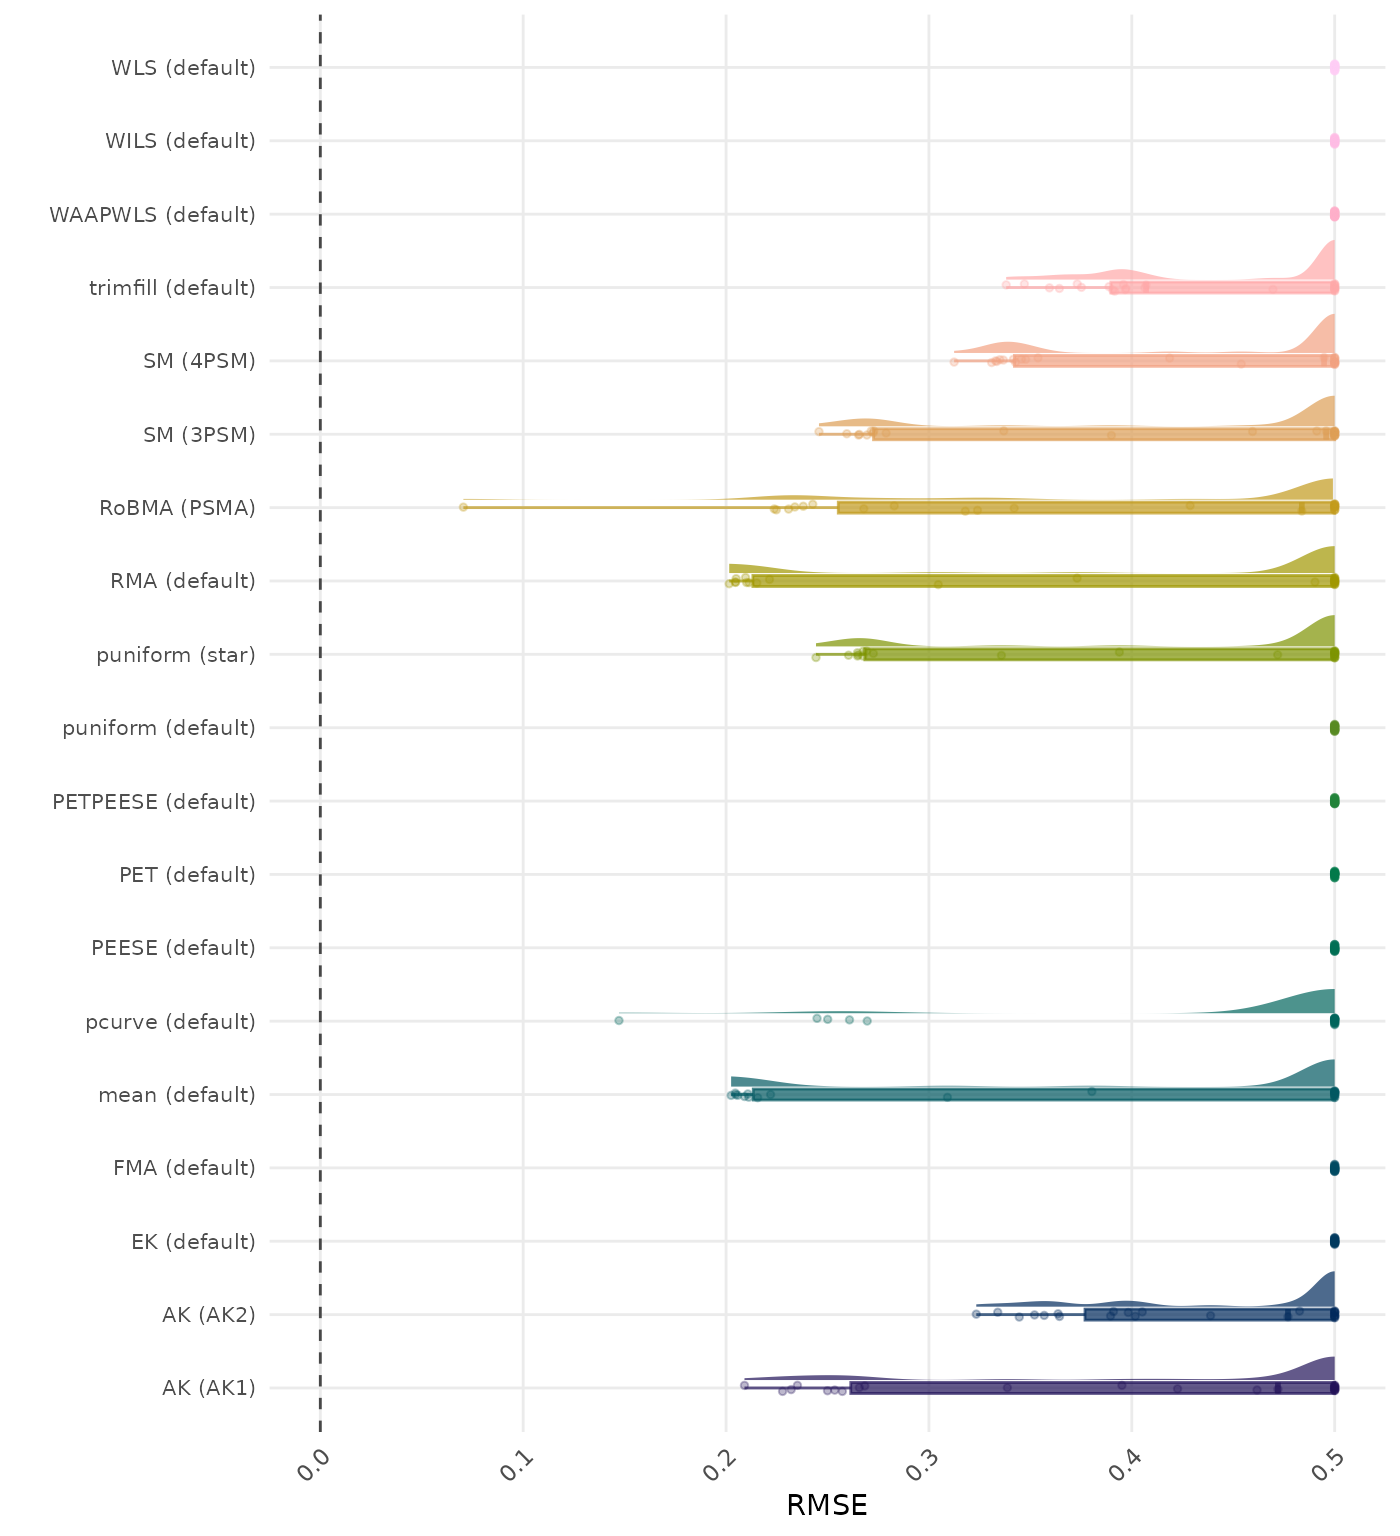 WLS (default)
WILS (default)
WAAPWLS (default)
trimfill (default)
SM (4PSM)
SM (3PSM)
RoBMA (PSMA)
RMA (default)
puniform (star)
puniform (default)
PETPEESE (default)
PET (default)
PEESE (default)
pcurve (default)
mean (default)
FMA (default)
EK (default)
AK (AK2)
AK (AK1)
0.0 0.1 0.2 0.3 0.4 0.5
RMSE